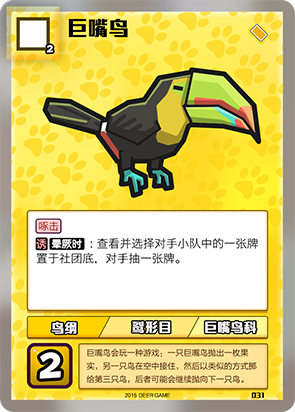 巨嘴鸟
2
啄击
诱 晕厥时：查看并选择对手小队中的一张牌
置于社团底，对手抽一张牌。
鸟纲
䴕形目
巨嘴鸟科
2
巨嘴鸟会玩一种游戏：一只巨嘴鸟抛出一枚果
实，另一只鸟在空中接住，然后以类似的方式掷
给第三只鸟，后者可能会继续抛向下一只鸟。
2015 DEER GAME
031